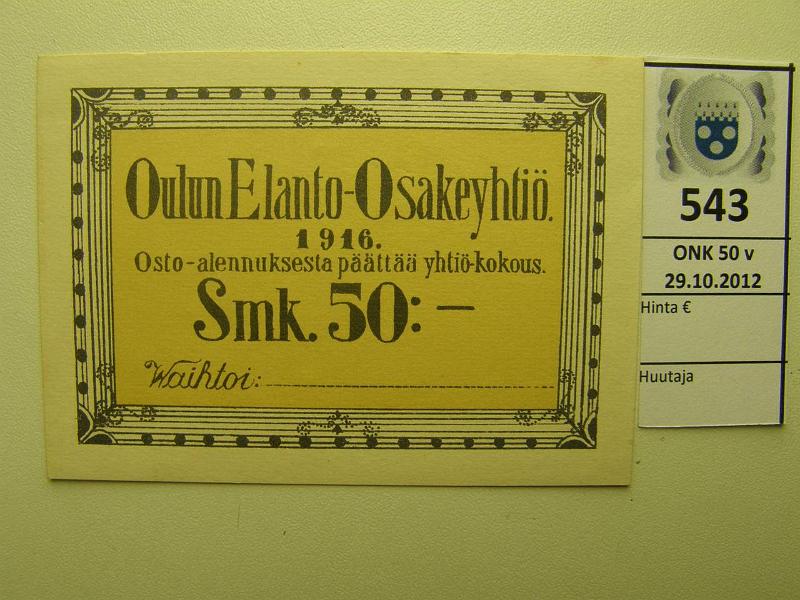 Oulun Elanto-Osakeyhtiö.
1916.
Osto-alennuksesta päättää yhtiö-kokous.
Smk. 50:—
Waihtoi:
543
ONK 50 v
29.10.2012
Hinta €
Huutaja